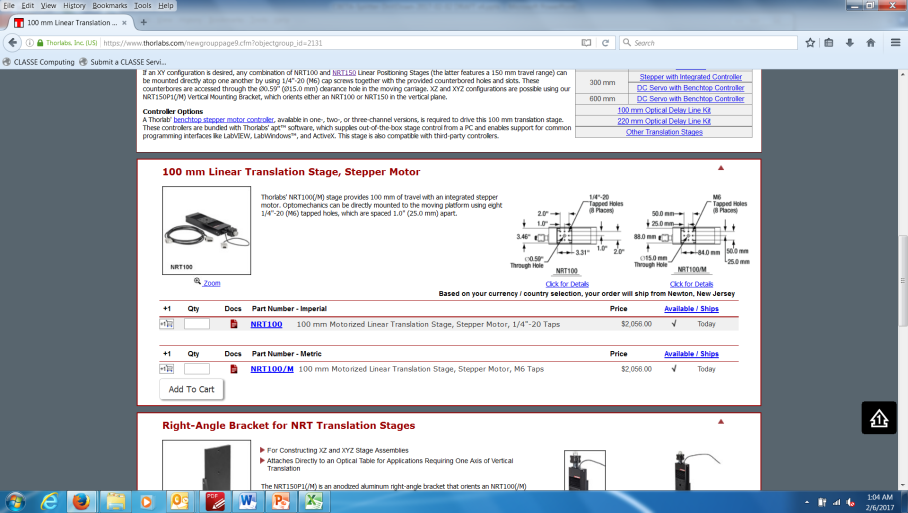 File Edit View History Bookmarks Tools Help
100 mm Linear Translation ... × +
Thorlabs, Inc. (US) https://www.thorlabs.com/newgrouppage9.cfm?objectgroup_id=2131 Search
CLASSE Computing Submit a CLASSE Servi...
If an XY configuration is desired, any combination of NRT100 and NRT150 Linear Positioning Stages (the latter features a 150 mm travel range) can
be mounted directly atop one another by using 1/4"-20 (M6) cap screws together with the provided counterbored holes and slots. These
counterbores are accessed through the Ø0.59" (Ø15.0 mm) clearance hole in the moving carriage. XZ and XYZ configurations are possible using our
NRT150P1(/M) Vertical Mounting Bracket, which orients either an NRT100 or NRT150 in the vertical plane.
Controller Options
A Thorlab' benchtop stepper motor controller, available in one-, two-, or three-channel versions, is required to drive this 100 mm translation stage.
These controllers are bundled with Thorlabs' apt™ software, which supplies out-of-the-box stage control from a PC and enables support for common
programming interfaces like LabVIEW, LabWindows™, and ActiveX. This stage is also compatible with third-party controllers.
300 mm
Stepper with Integrated Controller
DC Servo with Benchtop Controller
600 mm DC Servo with Benchtop Controller
100 mm Optical Delay Line Kit
220 mm Optical Delay Line Kit
Other Translation Stages
100 mm Linear Translation Stage, Stepper Motor
NRT100
Zoom
Thorlabs' NRT100(/M) stage provides 100 mm of travel with an integrated stepper
motor. Optomechanics can be directly mounted to the moving platform using eight
1/4"-20 (M6) tapped holes, which are spaced 1.0" (25.0 mm) apart.
1/4"-20
Tapped Holes
(8 Places)
2.0"
1.0"
3.46"
3.31"
1.0"
2.0"
∅0.59"
Through Hole
NRT100
Click for Details
M6
Tapped Holes
(8 Places)
50.0 mm
25.0 mm
88.0 mm
84.0 mm
50.0 mm
25.0 mm
∅15.0 mm
Through Hole
NRT100/M
Click for Details
Based on your currency / country selection, your order will ship from Newton, New Jersey
+1 Qty Docs Part Number - Imperial Price Available / Ships
+1 NRT100 100 mm Motorized Linear Translation Stage, Stepper Motor, 1/4"-20 Taps $2,056.00 √ Today
+1 Qty Docs Part Number - Metric Price Available / Ships
+1 NRT100/M 100 mm Motorized Linear Translation Stage, Stepper Motor, M6 Taps $2,056.00 √ Today
Add To Cart
Right-Angle Bracket for NRT Translation Stages
For Constructing XZ and XYZ Stage Assemblies
Attaches Directly to an Optical Table for Applications Requiring One Axis of Vertical
Translation
The NRT150P1(/M) is an anodized aluminum right-angle bracket that orients an NRT100(/M)
1
1:04 AM
2/6/2017